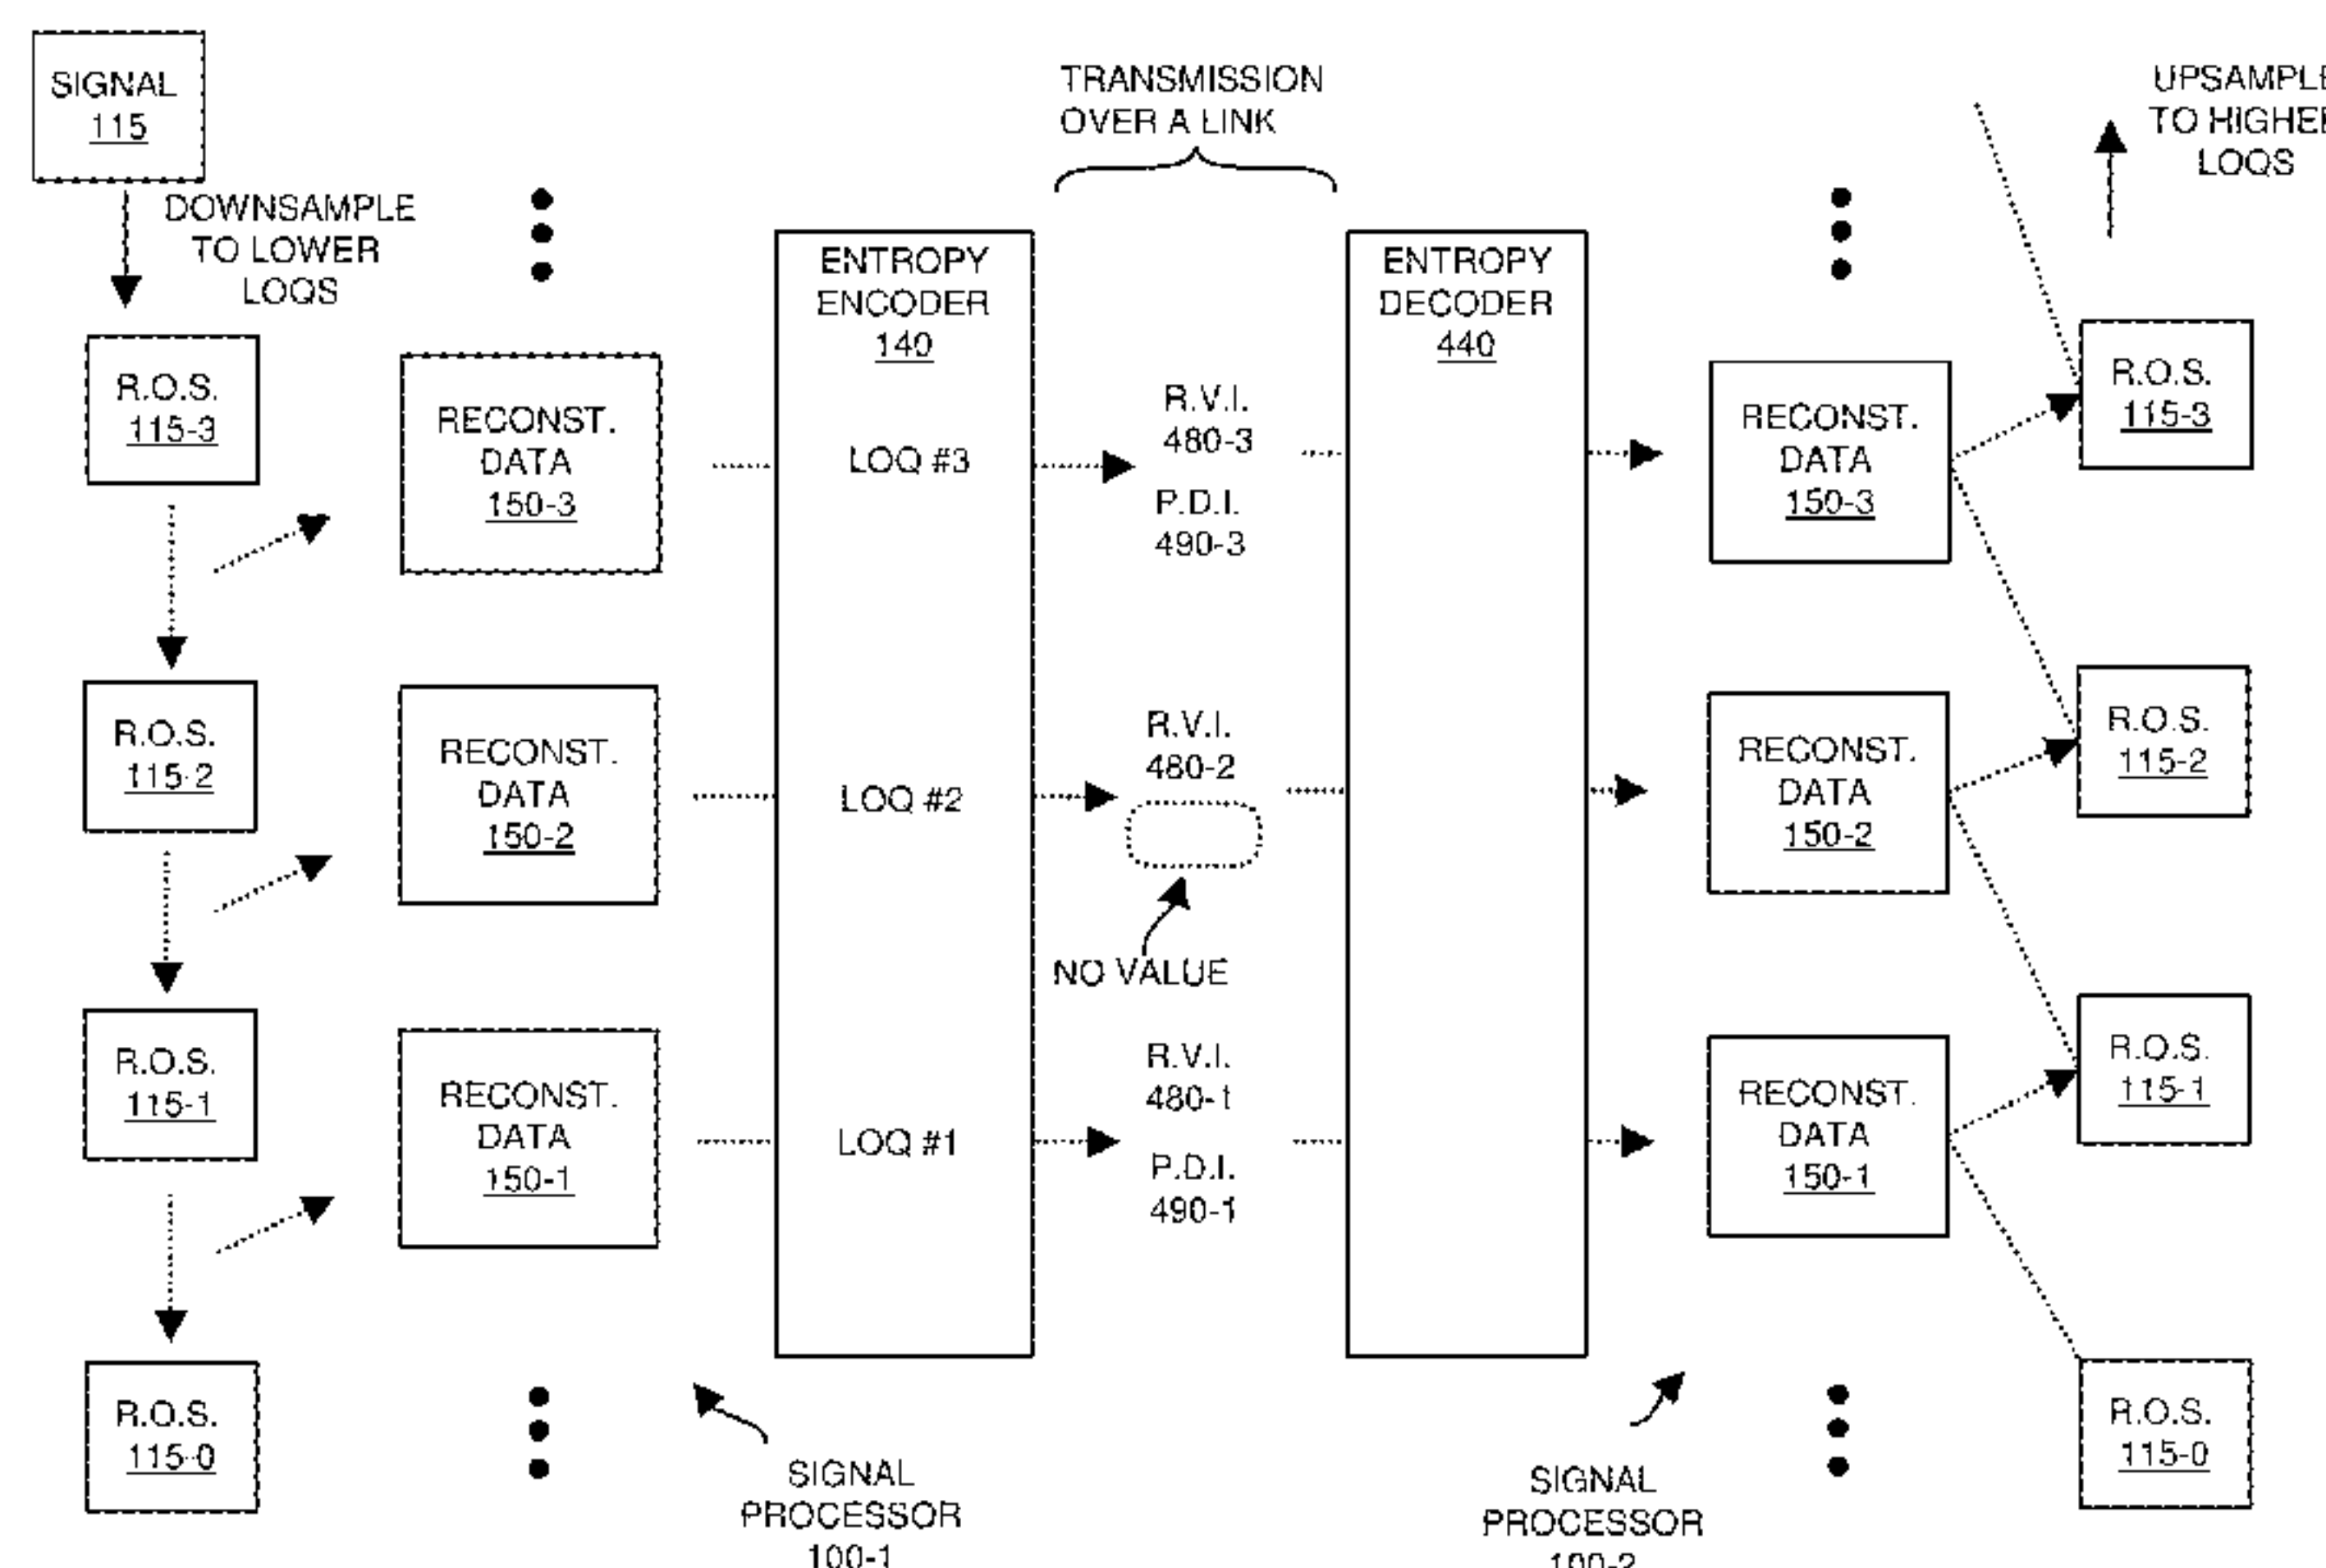 SIGNAL
115
DOWNSAMPLE
TO LOWER
LOQS
R.O.S.
115-3
R.O.S.
115-2
R.O.S.
115-1
R.O.S.
115-0
RECONST.
DATA
150-3
RECONST.
DATA
150-2
RECONST.
DATA
150-1
ENTROPY
ENCODER
140
LOQ #3
LOQ #2
LOQ #1
SIGNAL
PROCESSOR
100-1
TRANSMISSION
OVER A LINK
R.V.I.
480-3
P.D.I.
490-3
R.V.I.
480-2
NO VALUE
R.V.I.
480-1
P.D.I.
490-1
ENTROPY
DECODER
440
SIGNAL
PROCESSOR
100-2
RECONST.
DATA
150-3
RECONST.
DATA
150-2
RECONST.
DATA
150-1
UPSAMPLE
TO HIGHER
LOQS
R.O.S.
115-3
R.O.S.
115-2
R.O.S.
115-1
R.O.S.
115-0